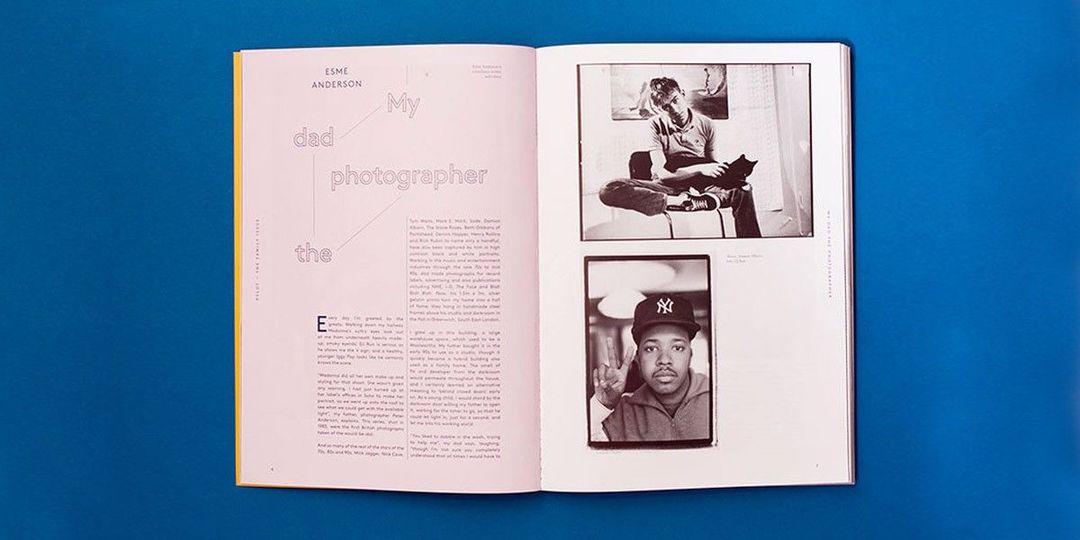 ESME
ANDERSON
My
dad
photographer
the
THE FAMILY ISSUE
Every day I'm greeted by the
greats. Walking down my hallway
Madonna's sultry eyes look out
at me from underneath heavily made-
up, smoky eyelids; DJ Run is serious as
he shows me the V sign; and a healthy,
younger Iggy Pop looks like he certainly
knows the score.
"Madonna did all her own make up and
styling for that shoot. She wasn't given
any warning, I had just turned up at
her label's offices in Soho to make her
portrait, so we went onto the roof to
see what we could get with the available
light", my father, photographer Peter
Anderson, explains. This series, shot in
1983, were the first British photographs
taken of the would be idol.
And so many of the rest of the stars of the
70s, 80s and 90s, Mick Jagger, Nick Cave,
Tom Waits, Mark E. Smith, Sade, Damon
Albarn, The Stone Roses, Beth Gibbons of
Portishead, Dennis Hopper, Henry Rollins
and Rick Rubin to name only a handful,
have also been captured by him in high
contrast black and white portraits.
Working in the music and entertainment
industries through the late 70s to mid
90s, dad made photographs for record
labels, advertising and also publications
including NME, i-D, The Face and Blah
Blah Blah. Now, his 1.5m x 1m, silver
gelatin prints turn my home into a hall
of fame; they hang in handmade steel
frames above his studio and darkroom in
the flat in Greenwich, South East London.
I grew up in this building, a large
warehouse space, which used to be a
Woolworths. My father bought it in the
early 90s to use as a studio, though it
quickly became a hybrid building also
used as a family home. The smell of
fix and developer from the darkroom
would permeate throughout the house,
and I certainly learned an alternative
meaning to 'behind closed doors' early
on. As a young child, I would stand by the
darkroom door willing my father to open
it, waiting for the timer to go, so that he
could let light in, just for a second, and
let me into his working world.
"You liked to dabble in the wash, trying
to help me", my dad says, laughing,
"though I'm not sure you completely
understood that at times I would have to
MY DAD THE PHOTOGRAPHER
NY